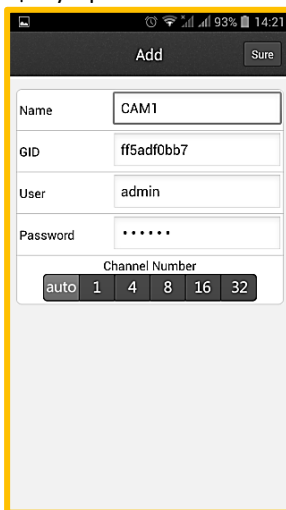 93% 14:21
Add Sure
Name CAM1
GID ff5adf0bb7
User admin
Password ••••••
Channel Number
auto 1 4 8 16 32